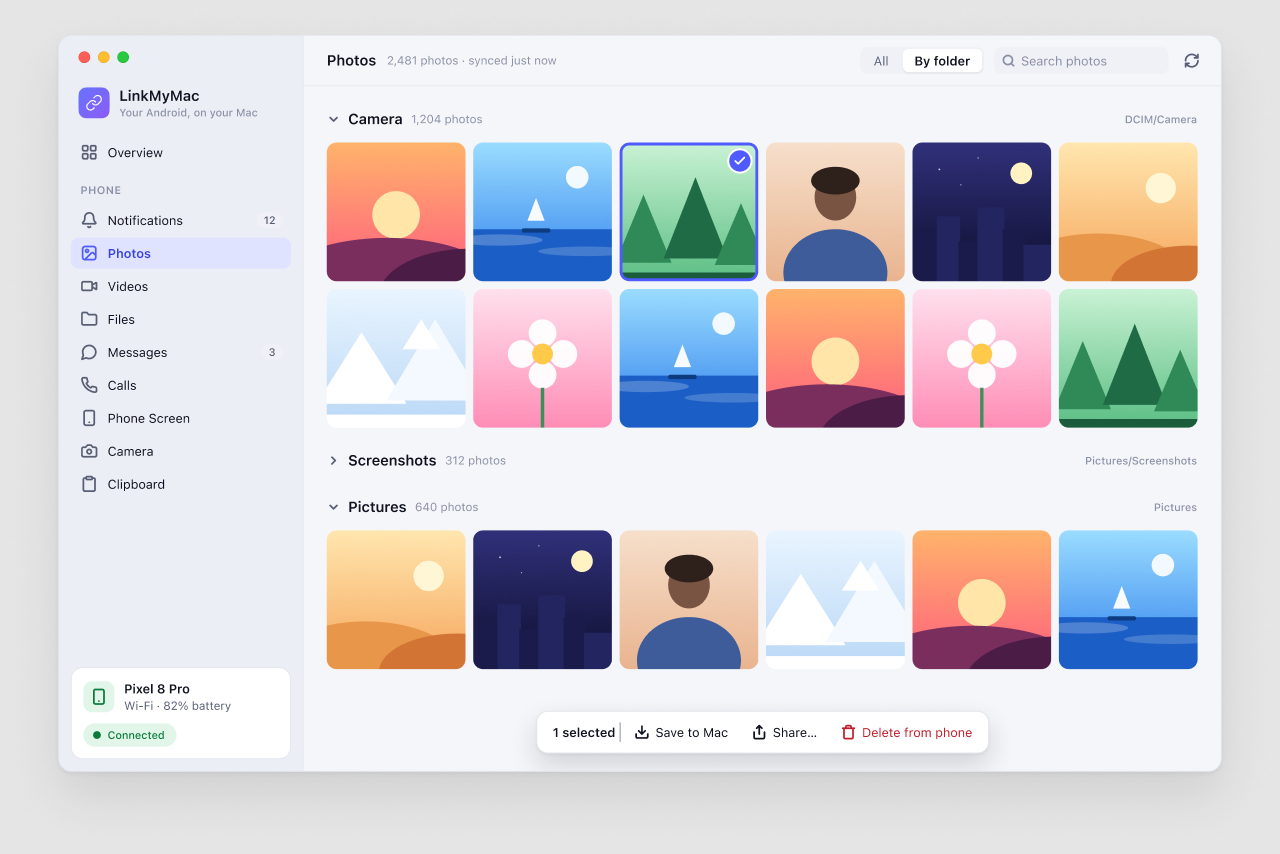 LinkMyMac
Your Android, on your Mac
Overview
PHONE
Notifications 12
Photos
Videos
Files
Messages 3
Calls
Phone Screen
Camera
Clipboard
Pixel 8 Pro
Wi-Fi · 82% battery
Connected
Photos 2,481 photos · synced just now
All By folder Search photos
Camera 1,204 photos DCIM/Camera
Screenshots 312 photos Pictures/Screenshots
Pictures 640 photos Pictures
1 selected Save to Mac Share... Delete from phone